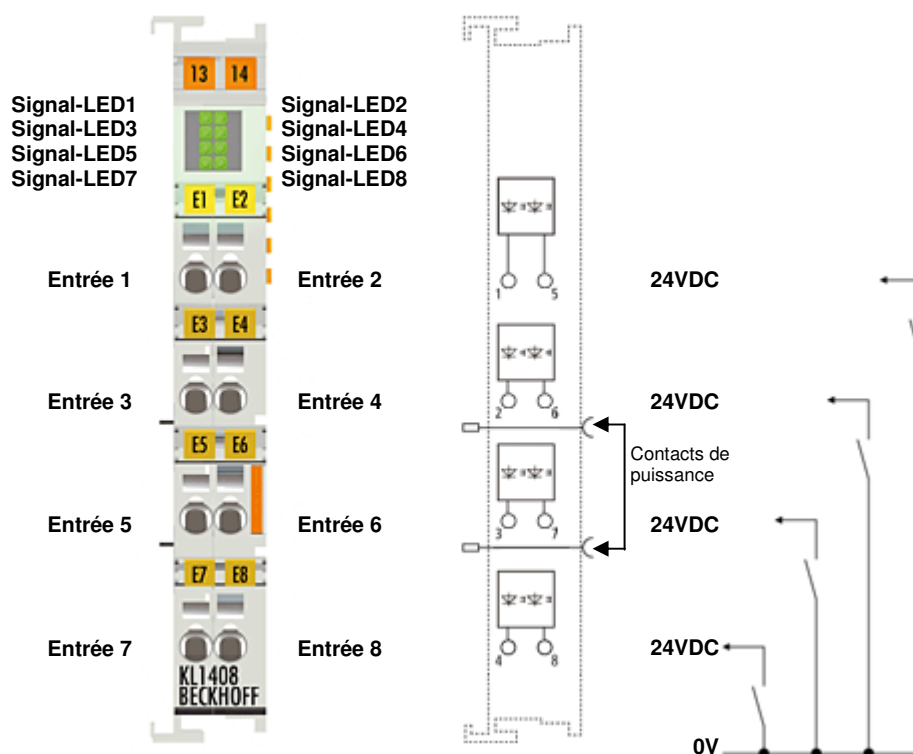 13 14
Signal-LED1 Signal-LED2
Signal-LED3 Signal-LED4
Signal-LED5 Signal-LED6
Signal-LED7 Signal-LED8
E1 E2
Entrée 1 Entrée 2 1 5 24VDC
E3 E4
Entrée 3 Entrée 4 2 6 24VDC
E5 E6
Contacts de
puissance
Entrée 5 Entrée 6 3 7 24VDC
E7 E8
Entrée 7 Entrée 8 4 8 24VDC
KL1408
BECKHOFF
0V